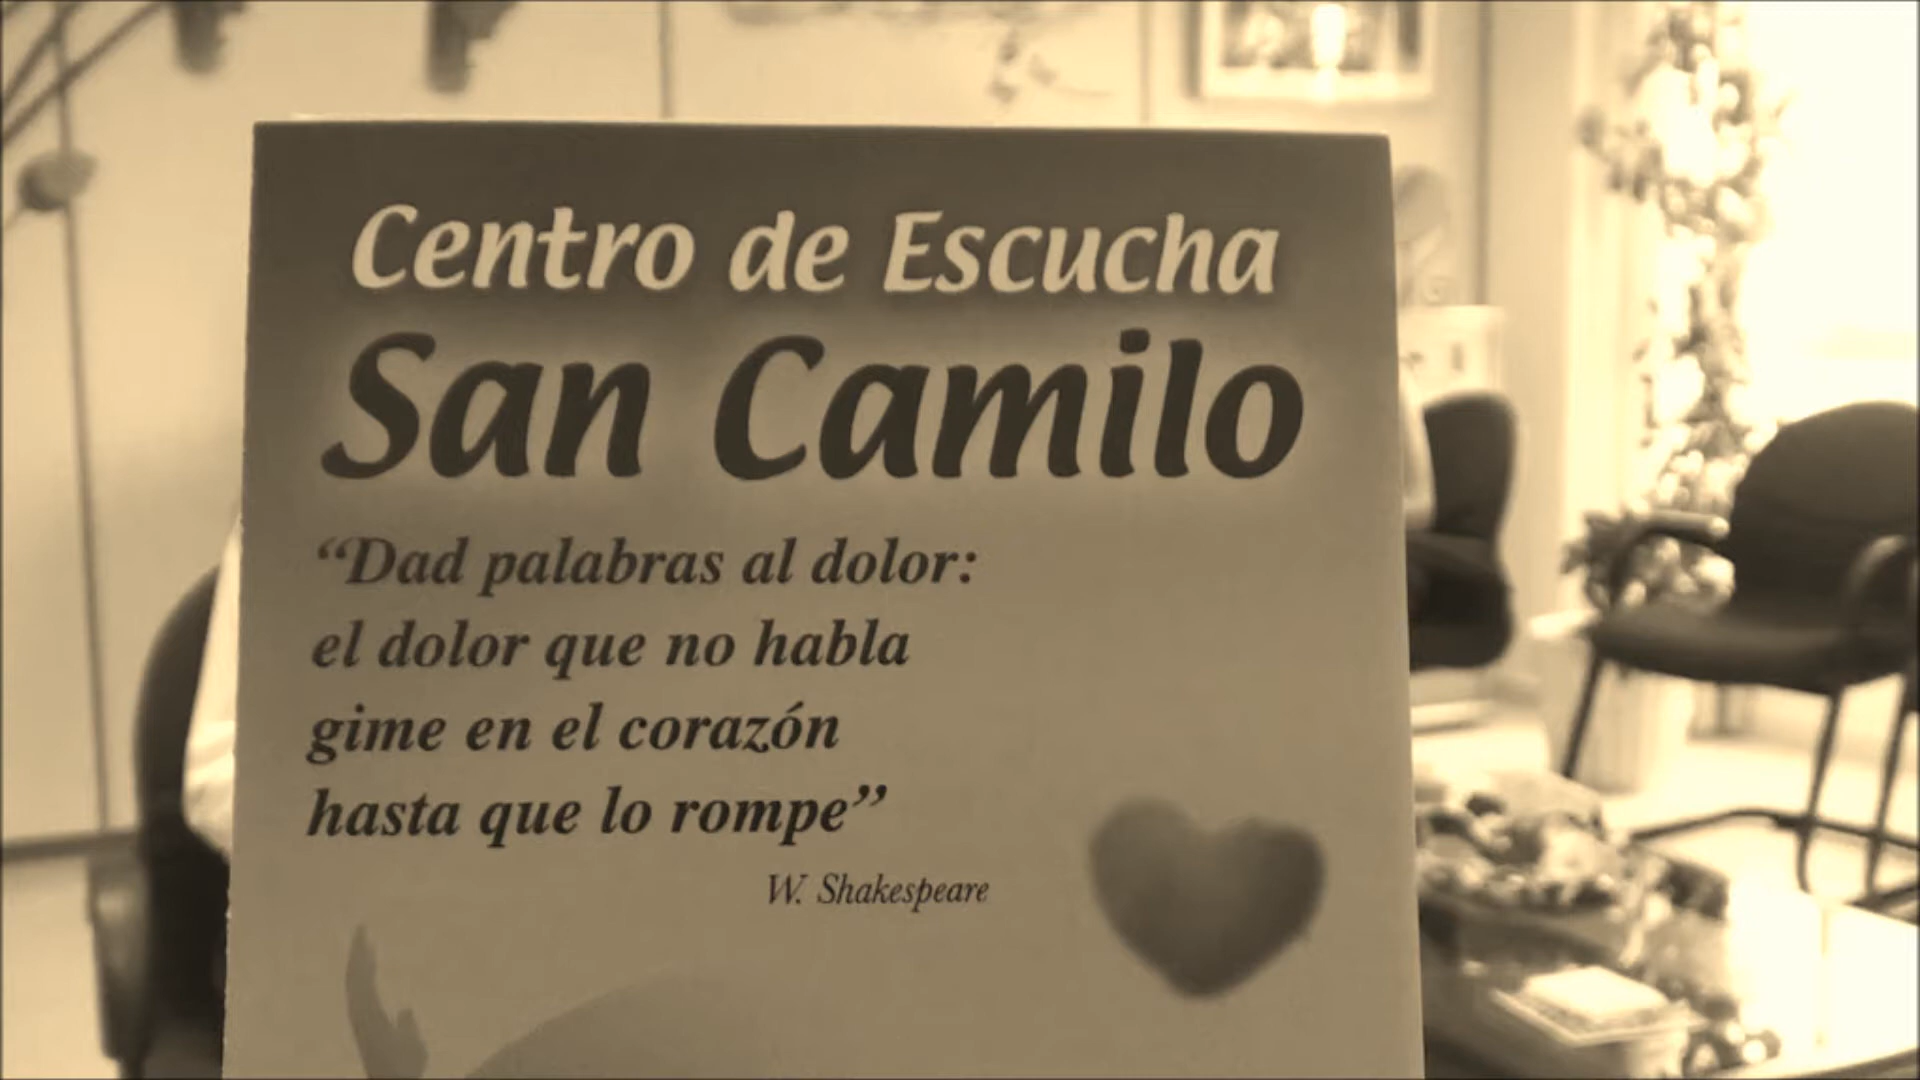 Centro de Escucha
San Camilo
“Dad palabras al dolor:
el dolor que no habla
gime en el corazón
hasta que lo rompe”
W. Shakespeare